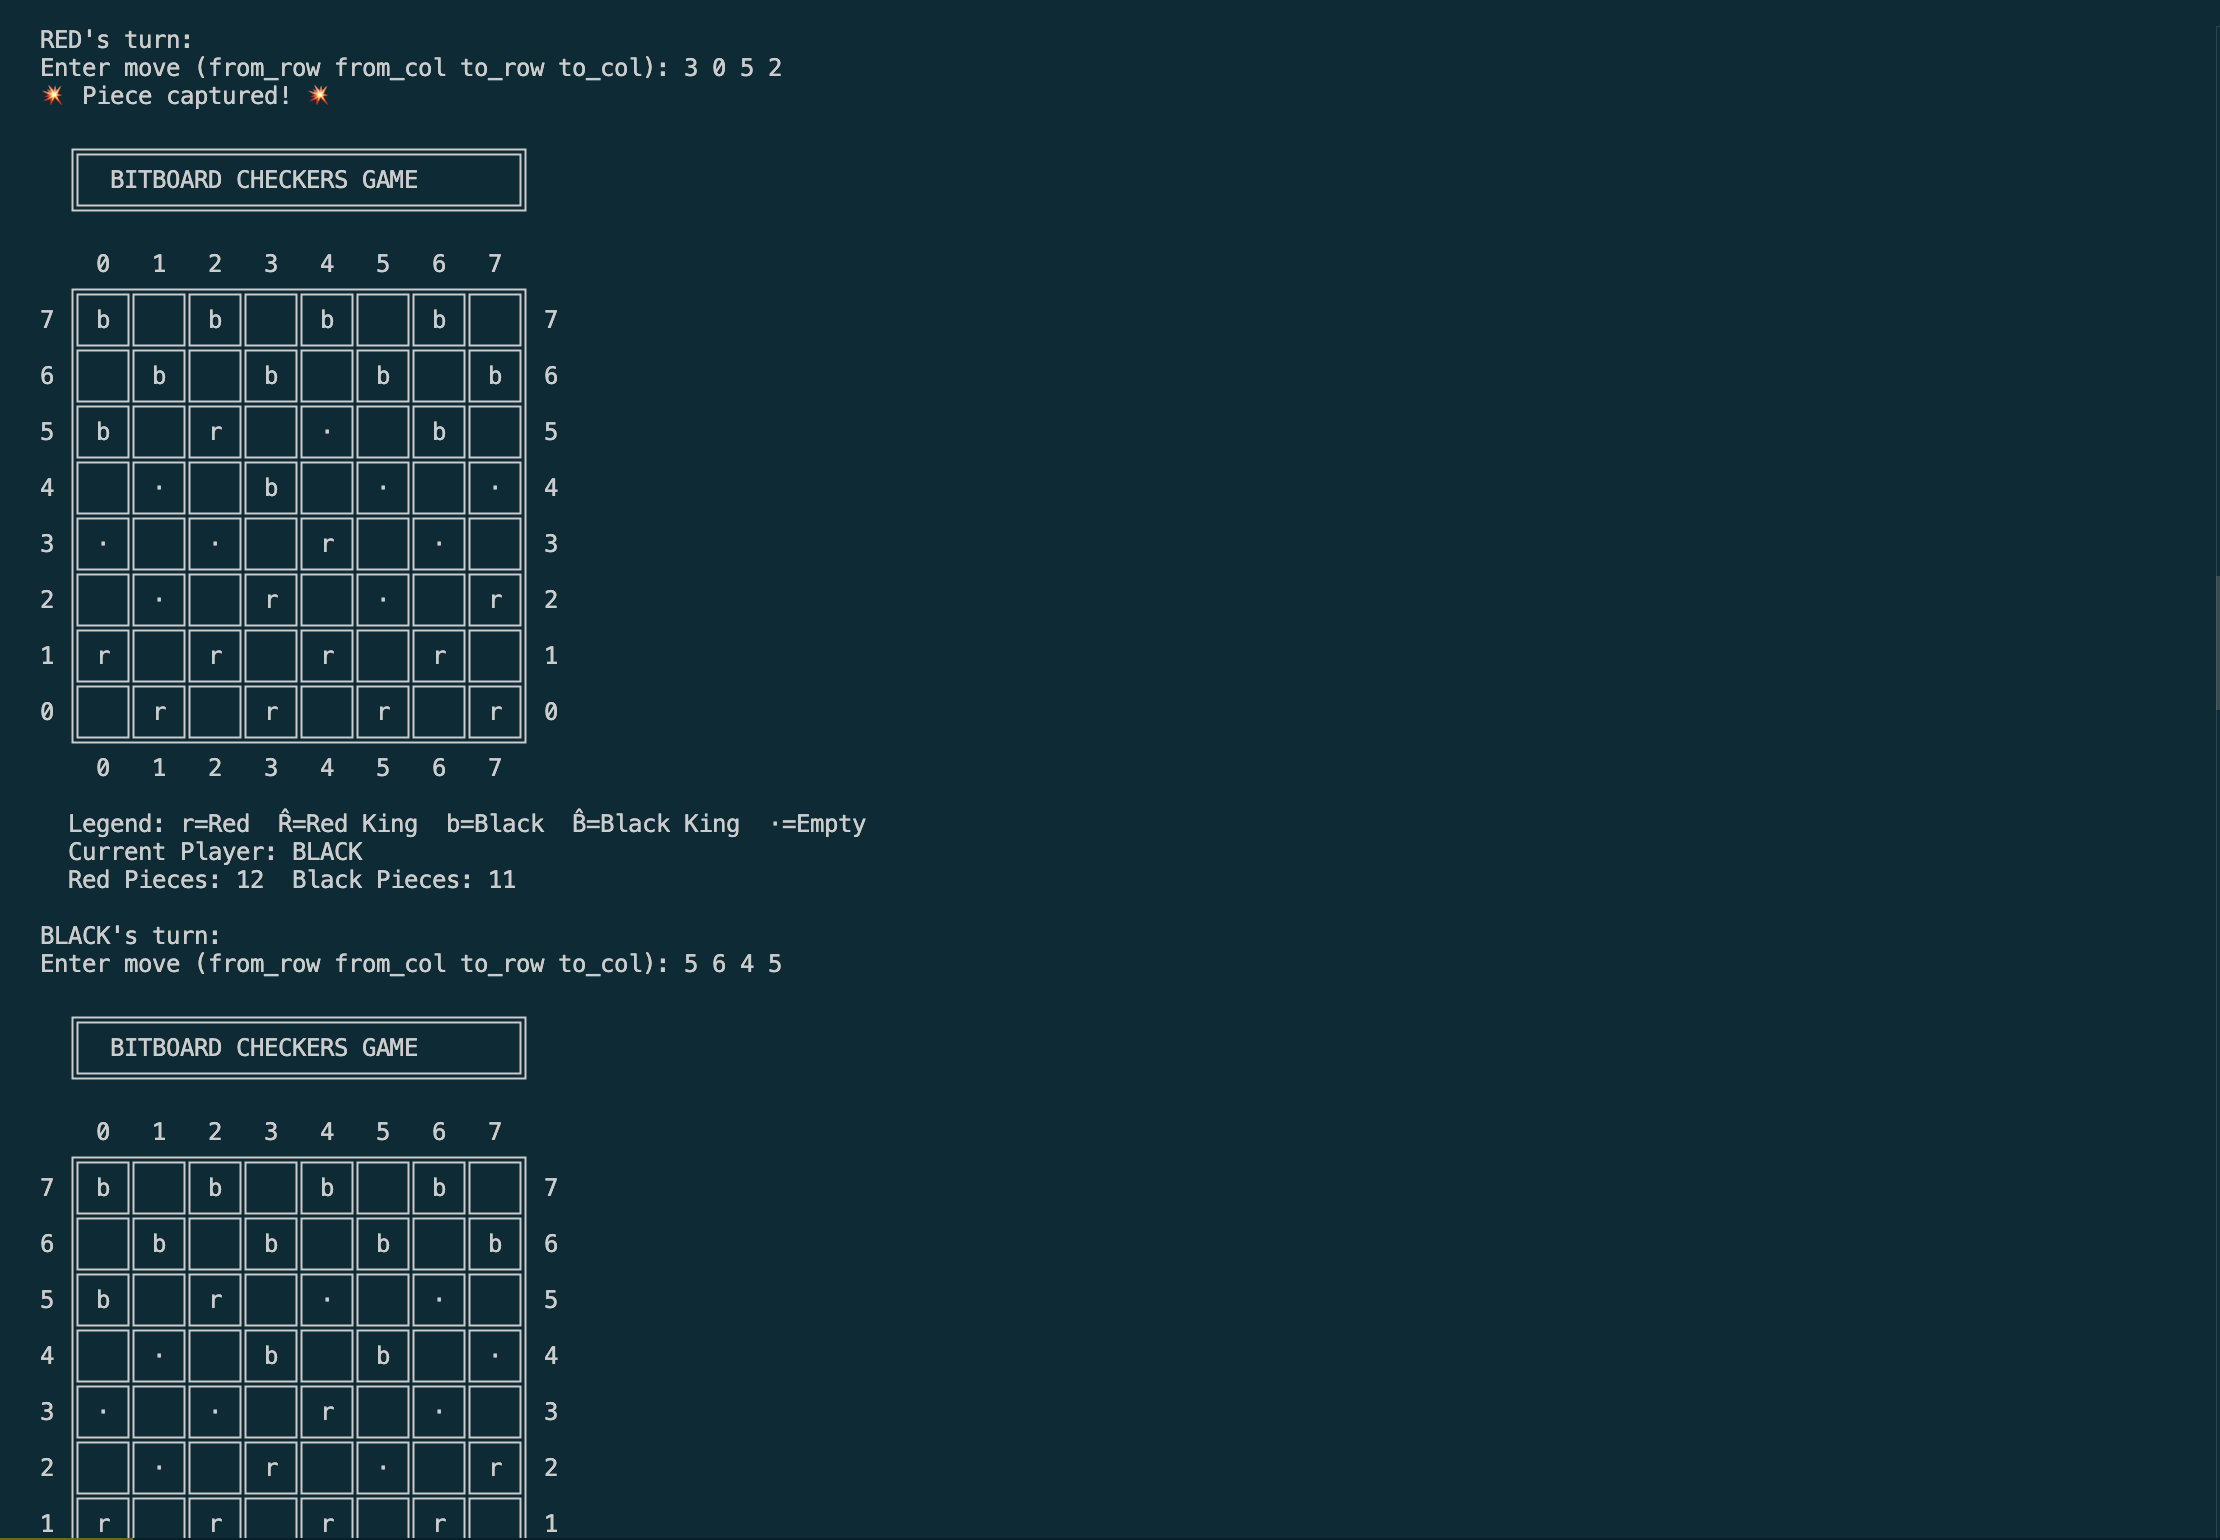 RED's turn:
Enter move (from_row from_col to_row to_col): 3 0 5 2
💥 Piece captured! 💥
BITBOARD CHECKERS GAME
0 1 2 3 4 5 6 7
7 b b b b 7
6 b b b b 6
5 b r · b 5
4 · b · · 4
3 · · r · 3
2 · r · r 2
1 r r r r 1
0 r r r r 0
0 1 2 3 4 5 6 7
Legend: r=Red R̂=Red King b=Black B̂=Black King ·=Empty
Current Player: BLACK
Red Pieces: 12 Black Pieces: 11
BLACK's turn:
Enter move (from_row from_col to_row to_col): 5 6 4 5
BITBOARD CHECKERS GAME
0 1 2 3 4 5 6 7
7 b b b b 7
6 b b b b 6
5 b r · · 5
4 · b b · 4
3 · · r · 3
2 · r · r 2
1 r r r r 1